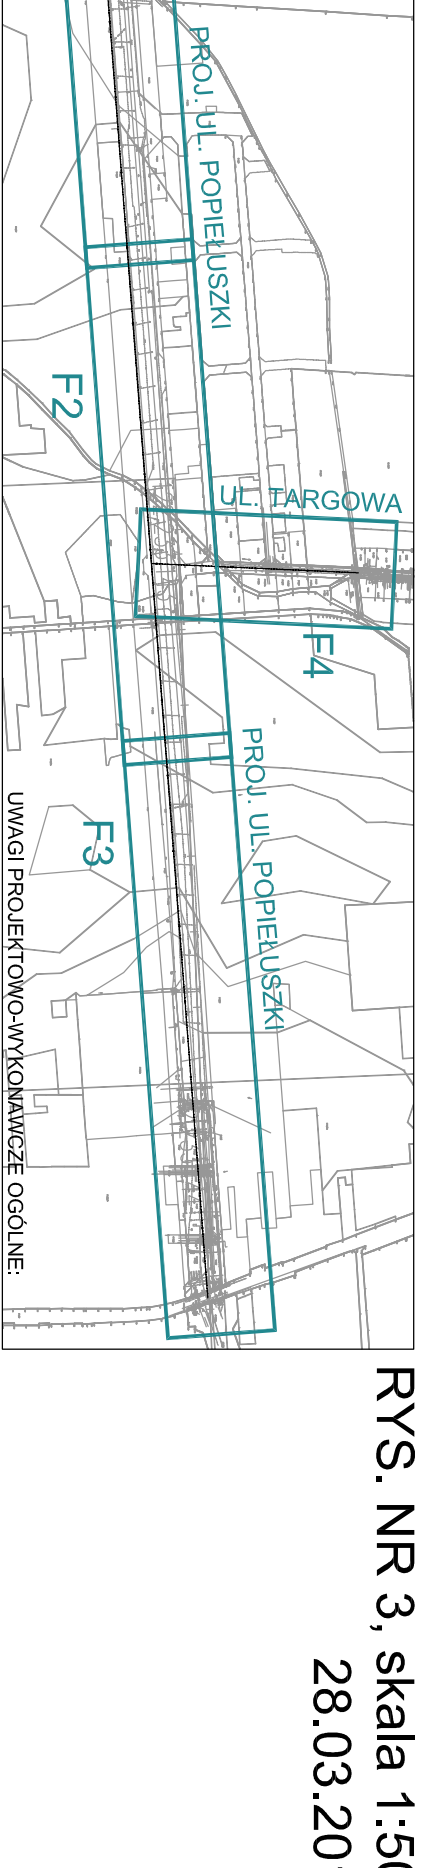 RYS. NR 3, skala 1:50
28.03.20
PROJ. UL. POPIEŁUSZKI
F2
UL. TARGOWA
F4
PROJ. UL. POPIEŁUSZKI
F3
UWAGI PROJEKTOWO-WYKONAWCZE OGÓLNE: